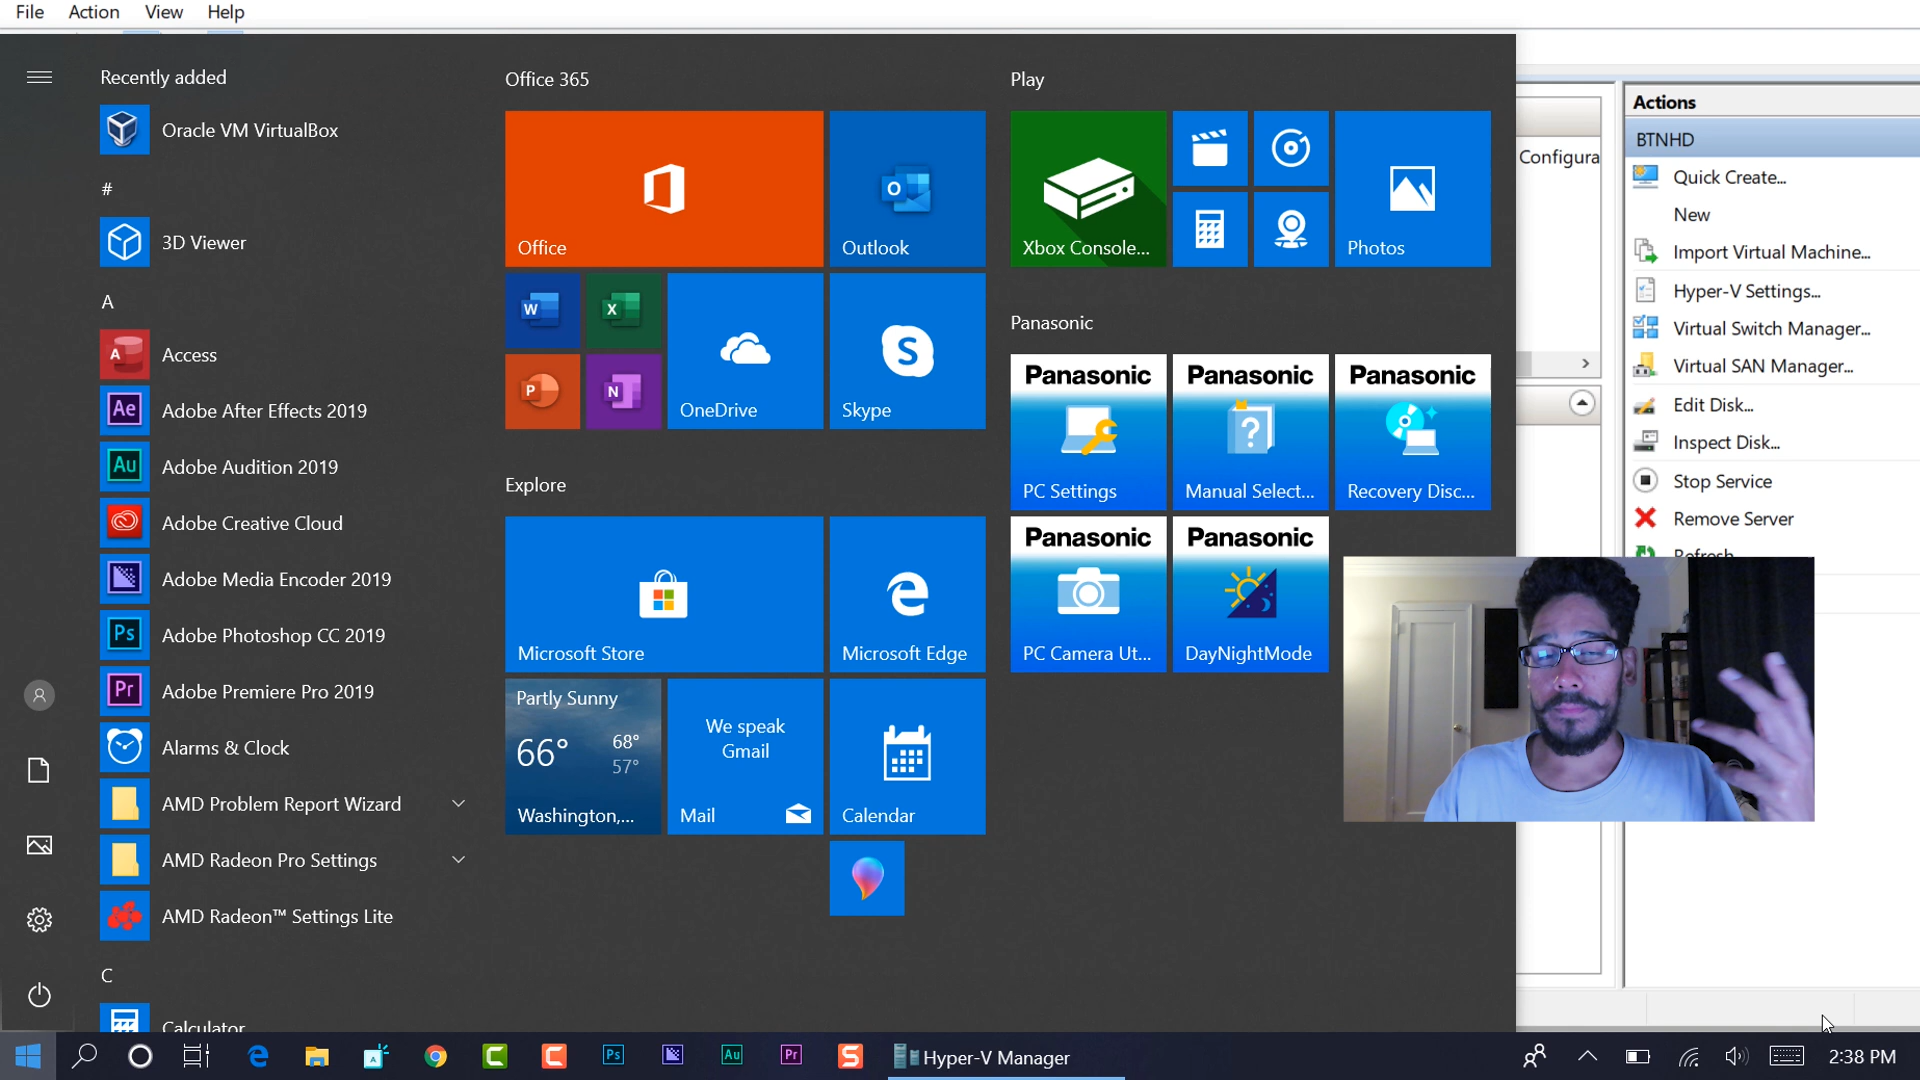 File Action View Help
Recently added
Oracle VM VirtualBox
#
3D Viewer
A
Access
Adobe After Effects 2019
Adobe Audition 2019
Adobe Creative Cloud
Adobe Media Encoder 2019
Adobe Photoshop CC 2019
Adobe Premiere Pro 2019
Alarms & Clock
AMD Problem Report Wizard
AMD Radeon Pro Settings
AMD Radeon™ Settings Lite
C
Calculator
Office 365
Office
Outlook
OneDrive
Skype
Explore
Microsoft Store
Microsoft Edge
Partly Sunny
66°
68°
57°
Washington,...
We speak
Gmail
Mail
Calendar
Play
Xbox Console...
Photos
Panasonic
Panasonic
PC Settings
Panasonic
Manual Select...
Panasonic
Recovery Disc...
Panasonic
PC Camera Ut...
Panasonic
DayNightMode
Configura
Actions
BTNHD
Quick Create...
New
Import Virtual Machine...
Hyper-V Settings...
Virtual Switch Manager...
Virtual SAN Manager...
Edit Disk...
Inspect Disk...
Stop Service
Remove Server
Refresh
Hyper-V Manager
2:38 PM